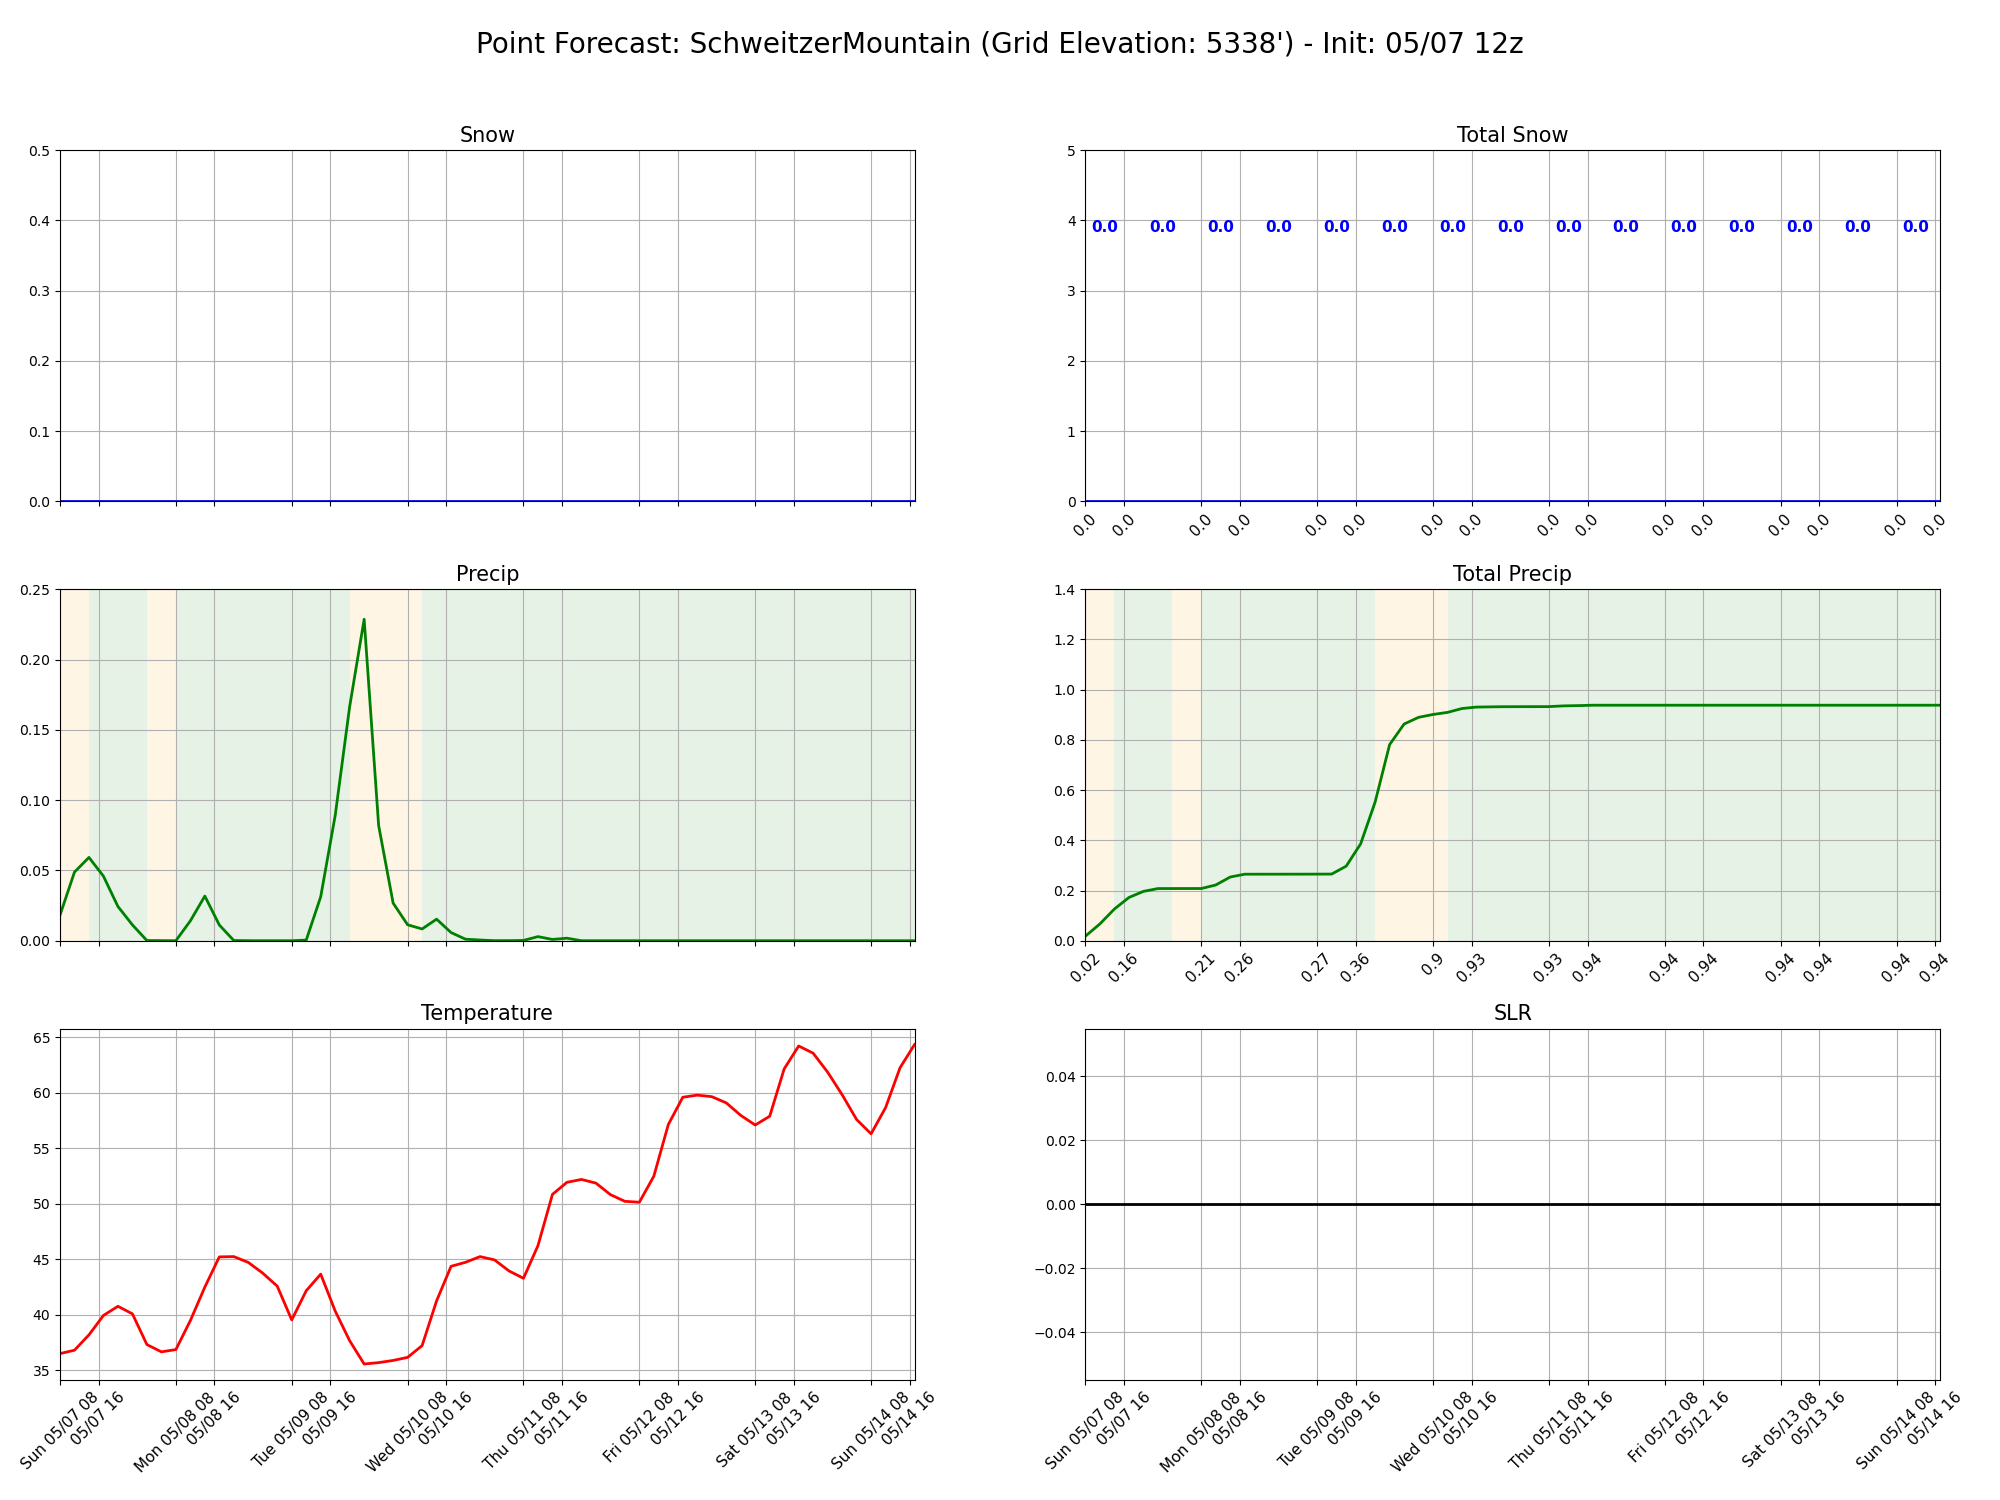 Point Forecast: SchweitzerMountain (Grid Elevation: 5338') - Init: 05/07 12z
Snow
0.5
0.4
0.3
0.2
0.1
0.0
Total Snow
5
4
3
2
1
0
0.0 0.0 0.0 0.0 0.0 0.0 0.0 0.0 0.0 0.0 0.0 0.0 0.0 0.0 0.0
0.0 0.0 0.0 0.0 0.0 0.0 0.0 0.0 0.0 0.0 0.0 0.0 0.0 0.0 0.0 0.0
Precip
0.25
0.20
0.15
0.10
0.05
0.00
Total Precip
1.4
1.2
1.0
0.8
0.6
0.4
0.2
0.0
0.02 0.16 0.21 0.26 0.27 0.36 0.9 0.93 0.93 0.94 0.94 0.94 0.94 0.94 0.94 0.94
Temperature
65
60
55
50
45
40
35
Sun 05/07 08
05/07 16
Mon 05/08 08
05/08 16
Tue 05/09 08
05/09 16
Wed 05/10 08
05/10 16
Thu 05/11 08
05/11 16
Fri 05/12 08
05/12 16
Sat 05/13 08
05/13 16
Sun 05/14 08
05/14 16
SLR
0.04
0.02
0.00
−0.02
−0.04
Sun 05/07 08
05/07 16
Mon 05/08 08
05/08 16
Tue 05/09 08
05/09 16
Wed 05/10 08
05/10 16
Thu 05/11 08
05/11 16
Fri 05/12 08
05/12 16
Sat 05/13 08
05/13 16
Sun 05/14 08
05/14 16